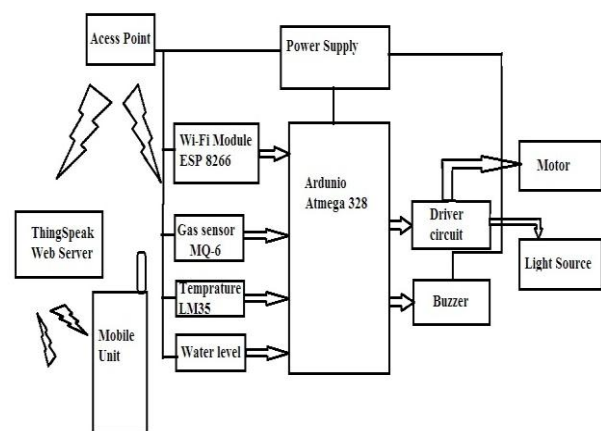 Acess Point
Power Supply
Wi-Fi Module
ESP 8266
Ardunio
Atmega 328
Motor
ThingSpeak
Web Server
Gas sensor
MQ-6
Driver
circuit
Light Source
Temprature
LM35
Buzzer
Mobile
Unit
Water level